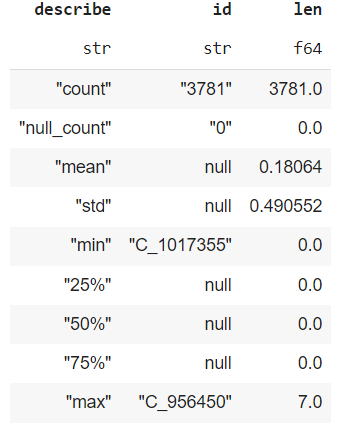 describe id len
str str f64
"count" "3781" 3781.0
"null_count" "0" 0.0
"mean" null 0.18064
"std" null 0.490552
"min" "C_1017355" 0.0
"25%" null 0.0
"50%" null 0.0
"75%" null 0.0
"max" "C_956450" 7.0